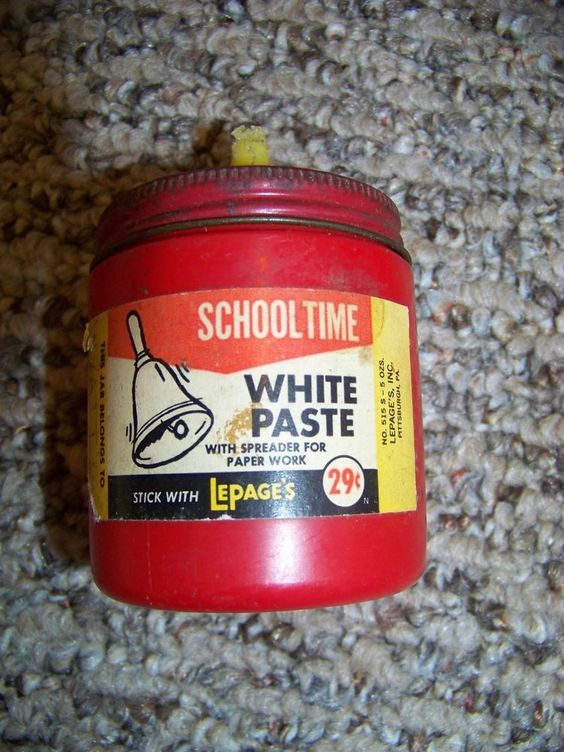 THIS JAR BELONGS TO
SCHOOLTIME
WHITE
PASTE
WITH SPREADER FOR
PAPER WORK
STICK WITH LEPAGE'S
29¢
N
NO. 515 S - 5 OZS.
LEPAGE'S, INC.
PITTSBURGH, PA.